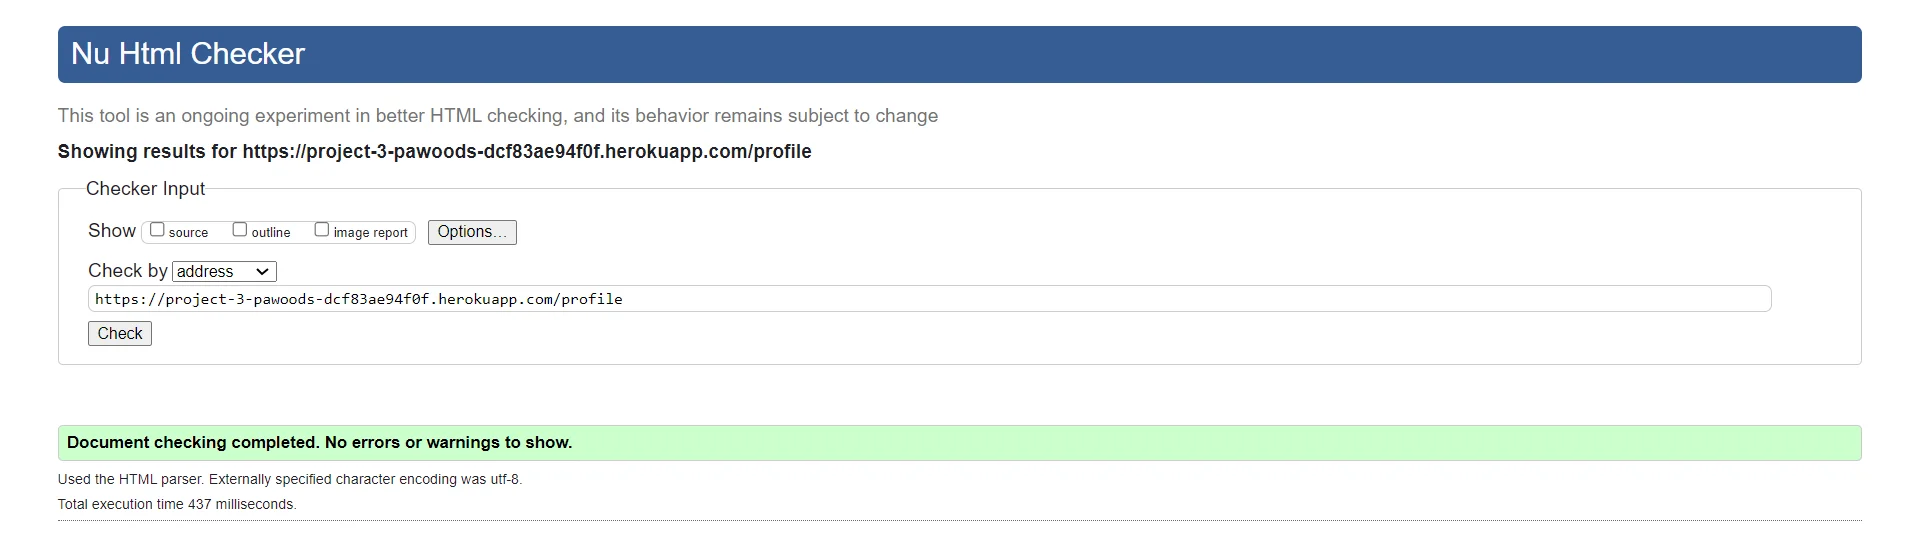 Nu Html Checker
This tool is an ongoing experiment in better HTML checking, and its behavior remains subject to change
Showing results for https://project-3-pawoods-dcf83ae94f0f.herokuapp.com/profile
Checker Input
Show source outline image report Options...
Check by address
https://project-3-pawoods-dcf83ae94f0f.herokuapp.com/profile
Check
Document checking completed. No errors or warnings to show.
Used the HTML parser. Externally specified character encoding was utf-8.
Total execution time 437 milliseconds.